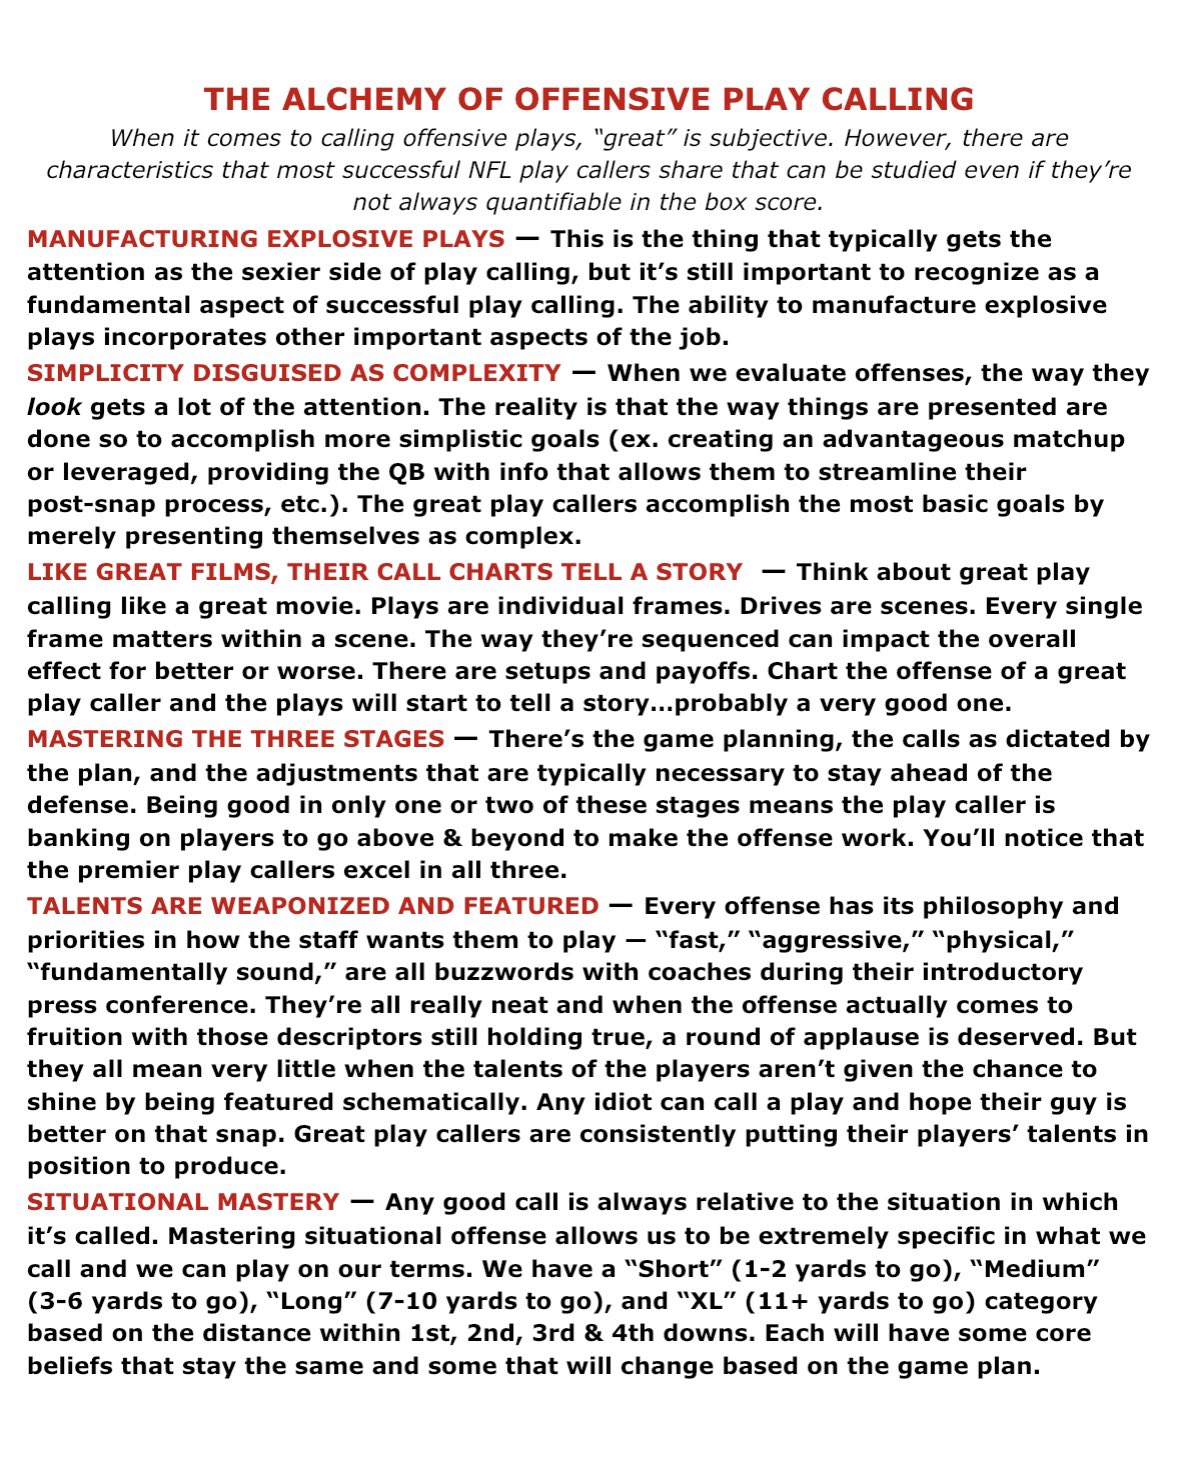 THE ALCHEMY OF OFFENSIVE PLAY CALLING
When it comes to calling offensive plays, “great” is subjective. However, there are
characteristics that most successful NFL play callers share that can be studied even if they’re
not always quantifiable in the box score.
MANUFACTURING EXPLOSIVE PLAYS — This is the thing that typically gets the
attention as the sexier side of play calling, but it’s still important to recognize as a
fundamental aspect of successful play calling. The ability to manufacture explosive
plays incorporates other important aspects of the job.
SIMPLICITY DISGUISED AS COMPLEXITY — When we evaluate offenses, the way they
look gets a lot of the attention. The reality is that the way things are presented are
done so to accomplish more simplistic goals (ex. creating an advantageous matchup
or leveraged, providing the QB with info that allows them to streamline their
post-snap process, etc.). The great play callers accomplish the most basic goals by
merely presenting themselves as complex.
LIKE GREAT FILMS, THEIR CALL CHARTS TELL A STORY — Think about great play
calling like a great movie. Plays are individual frames. Drives are scenes. Every single
frame matters within a scene. The way they’re sequenced can impact the overall
effect for better or worse. There are setups and payoffs. Chart the offense of a great
play caller and the plays will start to tell a story...probably a very good one.
MASTERING THE THREE STAGES — There’s the game planning, the calls as dictated by
the plan, and the adjustments that are typically necessary to stay ahead of the
defense. Being good in only one or two of these stages means the play caller is
banking on players to go above & beyond to make the offense work. You’ll notice that
the premier play callers excel in all three.
TALENTS ARE WEAPONIZED AND FEATURED — Every offense has its philosophy and
priorities in how the staff wants them to play — “fast,” “aggressive,” “physical,”
“fundamentally sound,” are all buzzwords with coaches during their introductory
press conference. They’re all really neat and when the offense actually comes to
fruition with those descriptors still holding true, a round of applause is deserved. But
they all mean very little when the talents of the players aren’t given the chance to
shine by being featured schematically. Any idiot can call a play and hope their guy is
better on that snap. Great play callers are consistently putting their players’ talents in
position to produce.
SITUATIONAL MASTERY — Any good call is always relative to the situation in which
it’s called. Mastering situational offense allows us to be extremely specific in what we
call and we can play on our terms. We have a “Short” (1-2 yards to go), “Medium”
(3-6 yards to go), “Long” (7-10 yards to go), and “XL” (11+ yards to go) category
based on the distance within 1st, 2nd, 3rd & 4th downs. Each will have some core
beliefs that stay the same and some that will change based on the game plan.